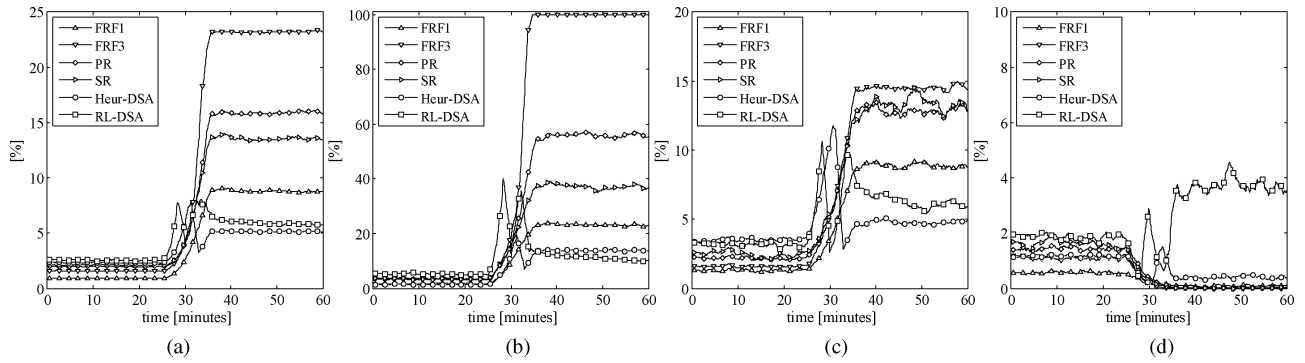 25
20
15
10
5
0
[%]
0 10 20 30 40 50 60
time [minutes]
FRF1
FRF3
PR
SR
Heur-DSA
RL-DSA
(a)
100
80
60
40
20
0
[%]
0 10 20 30 40 50 60
time [minutes]
FRF1
FRF3
PR
SR
Heur-DSA
RL-DSA
(b)
20
15
10
5
0
[%]
0 10 20 30 40 50 60
time [minutes]
FRF1
FRF3
PR
SR
Heur-DSA
RL-DSA
(c)
10
8
6
4
2
0
[%]
0 10 20 30 40 50 60
time [minutes]
FRF1
FRF3
PR
SR
Heur-DSA
RL-DSA
(d)